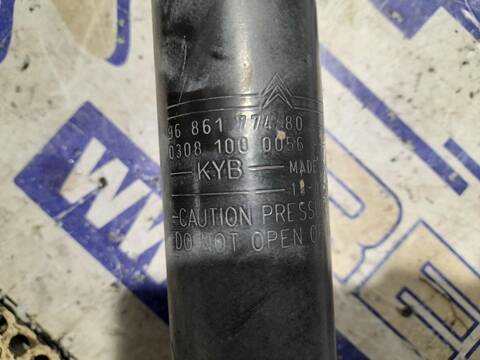 96 861 774 80
0308 100 0056
KYB MADE
CAUTION PRESS
DO NOT OPEN O